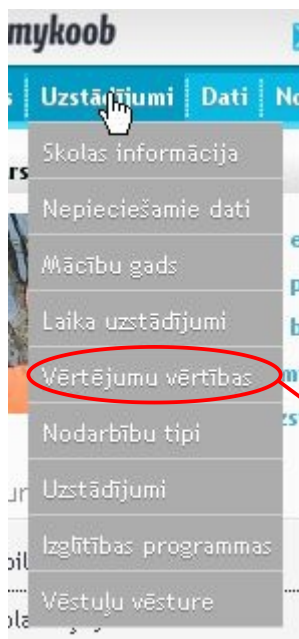 mykoob
Uzstādījumi Dati
Skolas informācija
Nepieciešamie dati
Mācību gads
Laika uzstādījumi
Vērtējumu vērtības
Nodarbību tipi
Uzstādījumi
Izglītības programmas
Vēstuļu vēsture